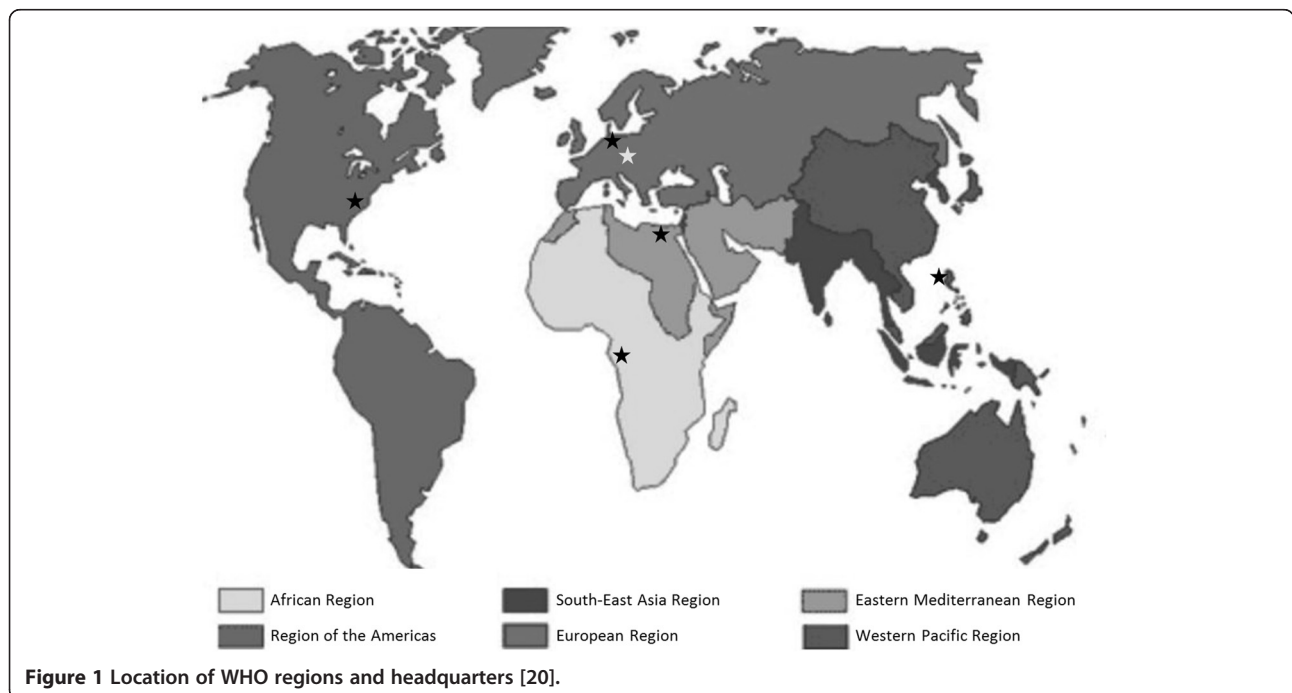 African Region
South-East Asia Region
Eastern Mediterranean Region
Region of the Americas
European Region
Western Pacific Region
Figure 1 Location of WHO regions and headquarters [20].